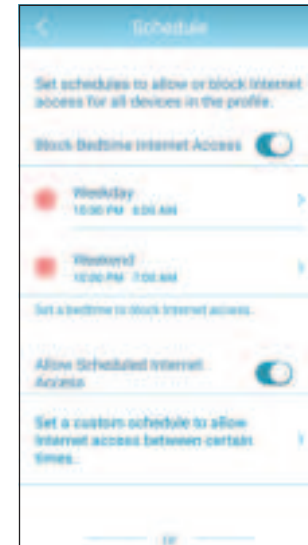 Schedule
Set schedules to allow or block Internet
access for all devices in the profile.
Block Bedtime Internet Access
Weekday
10:00 PM 6:00 AM
Weekend
10:00 PM 7:00 AM
Set a bedtime to block Internet access.
Allow Scheduled Internet
Access
Set a custom schedule to allow
Internet access between certain
times.